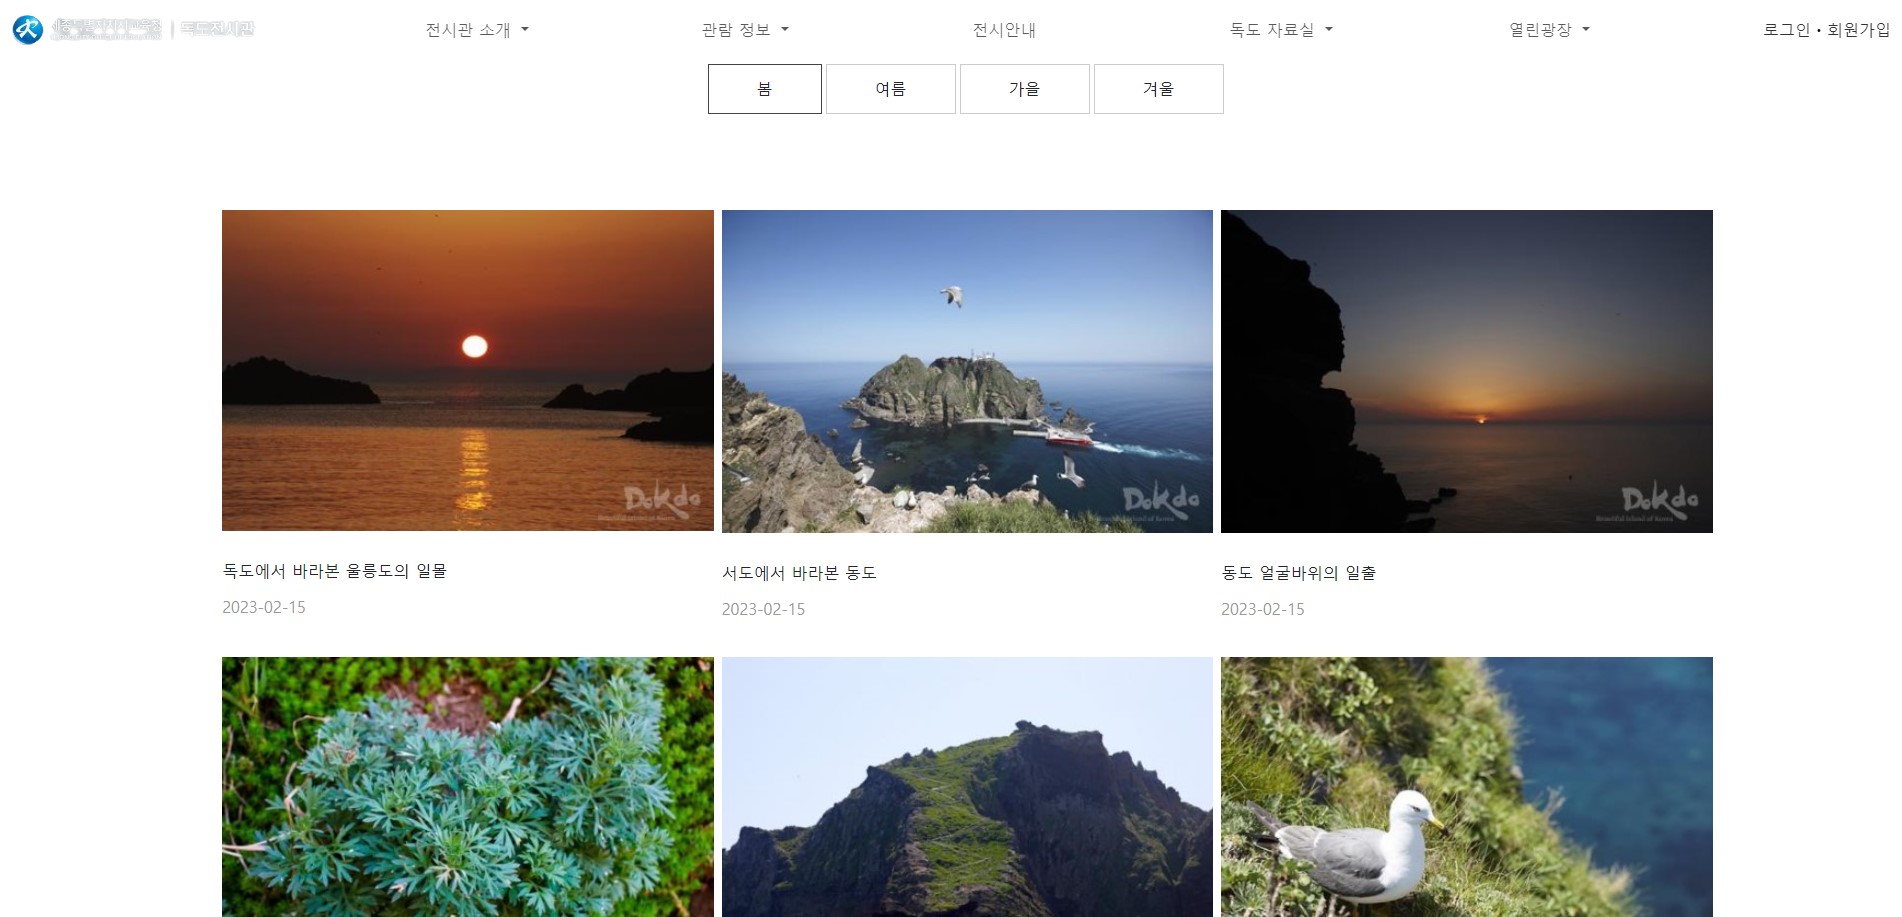 독도전시관
전시관 소개
관람 정보
전시안내
독도 자료실
열린광장
로그인 • 회원가입
봄
여름
가을
겨울
Dokdo
Dokdo
Dokdo
Beautiful Island of Korea
독도에서 바라본 울릉도의 일몰
서도에서 바라본 동도
동도 얼굴바위의 일출
2023-02-15
2023-02-15
2023-02-15